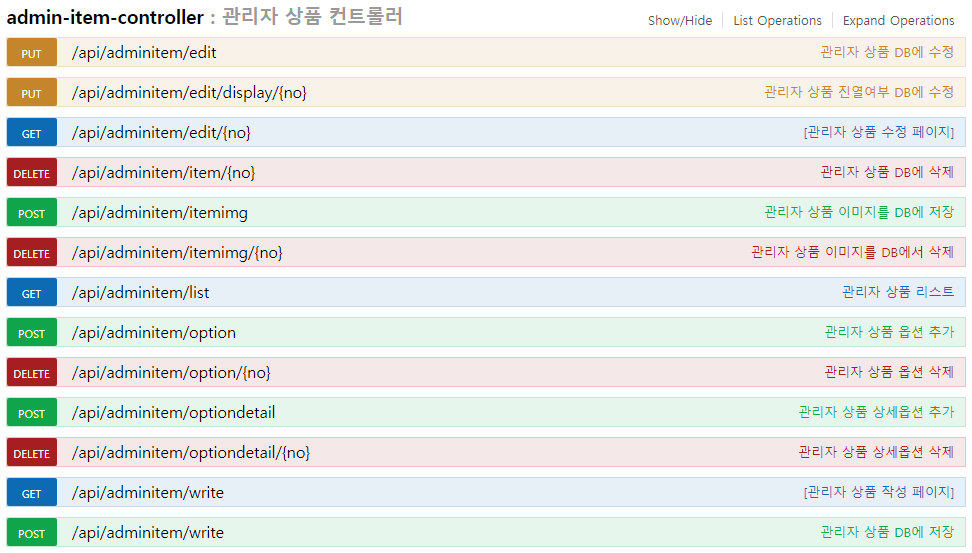 admin-item-controller : 관리자 상품 컨트롤러 Show/Hide List Operations Expand Operations
PUT /api/adminitem/edit 관리자 상품 DB에 수정
PUT /api/adminitem/edit/display/{no} 관리자 상품 진열여부 DB에 수정
GET /api/adminitem/edit/{no} [관리자 상품 수정 페이지]
DELETE /api/adminitem/item/{no} 관리자 상품 DB에 삭제
POST /api/adminitem/itemimg 관리자 상품 이미지를 DB에 저장
DELETE /api/adminitem/itemimg/{no} 관리자 상품 이미지를 DB에서 삭제
GET /api/adminitem/list 관리자 상품 리스트
POST /api/adminitem/option 관리자 상품 옵션 추가
DELETE /api/adminitem/option/{no} 관리자 상품 옵션 삭제
POST /api/adminitem/optiondetail 관리자 상품 상세옵션 추가
DELETE /api/adminitem/optiondetail/{no} 관리자 상품 상세옵션 삭제
GET /api/adminitem/write [관리자 상품 작성 페이지]
POST /api/adminitem/write 관리자 상품 DB에 저장